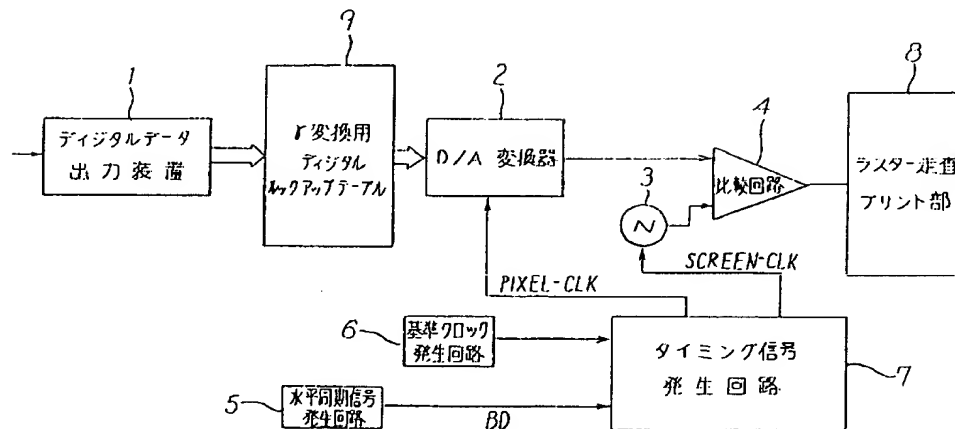 1
ディジタルデータ
出力装置
9
γ変換用
ディジタル
ルックアップテーブル
2
D/A 変換器
3
4
比較回路
8
ラスター走査
プリント部
PIXEL-CLK
SCREEN-CLK
6
基準クロック
発生回路
5
水平同期信号
発生回路
BD
タイミング信号
発生回路
7